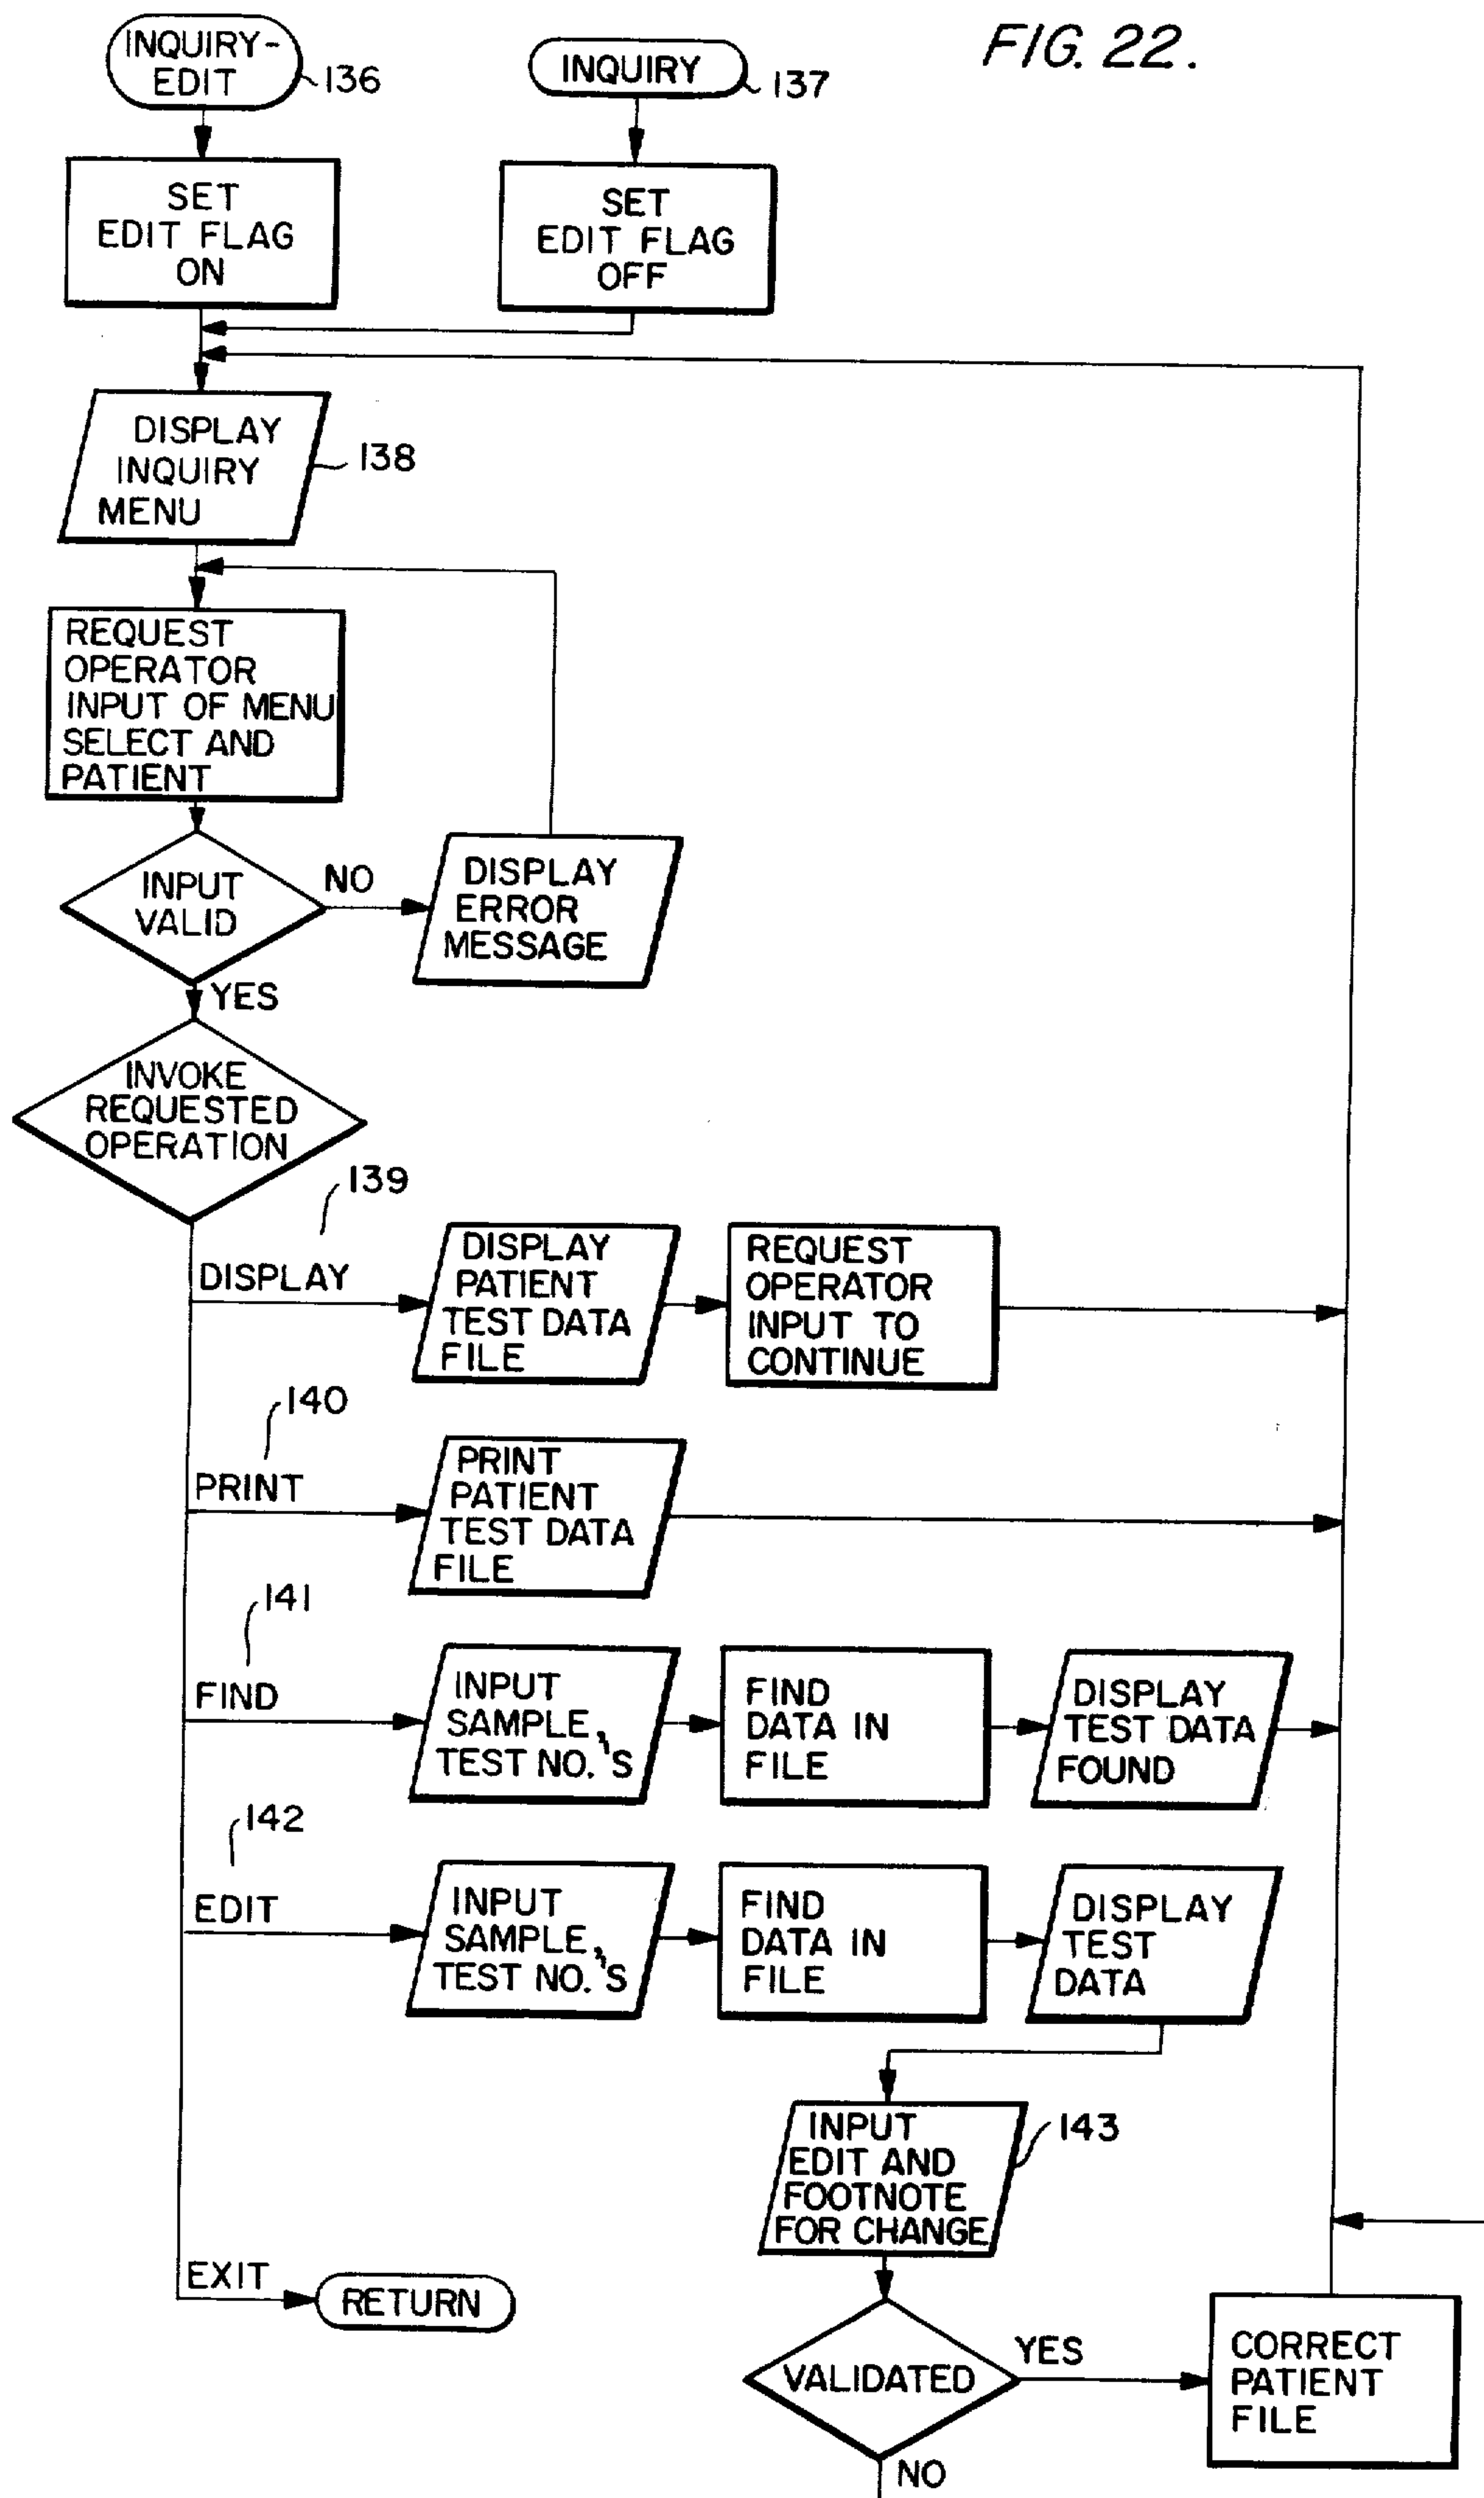 FIG. 22.
INQUIRY-
EDIT
136
INQUIRY
137
SET
EDIT FLAG
ON
SET
EDIT FLAG
OFF
DISPLAY
INQUIRY
MENU
138
REQUEST
OPERATOR
INPUT OF MENU
SELECT AND
PATIENT
INPUT
VALID
NO
DISPLAY
ERROR
MESSAGE
YES
INVOKE
REQUESTED
OPERATION
139
DISPLAY
DISPLAY
PATIENT
TEST DATA
FILE
REQUEST
OPERATOR
INPUT TO
CONTINUE
140
PRINT
PRINT
PATIENT
TEST DATA
FILE
141
FIND
INPUT
SAMPLE,
TEST NO.'S
FIND
DATA IN
FILE
DISPLAY
TEST DATA
FOUND
142
EDIT
INPUT
SAMPLE,
TEST NO.'S
FIND
DATA IN
FILE
DISPLAY
TEST
DATA
INPUT
EDIT AND
FOOTNOTE
FOR CHANGE
143
EXIT
RETURN
VALIDATED
YES
CORRECT
PATIENT
FILE
NO